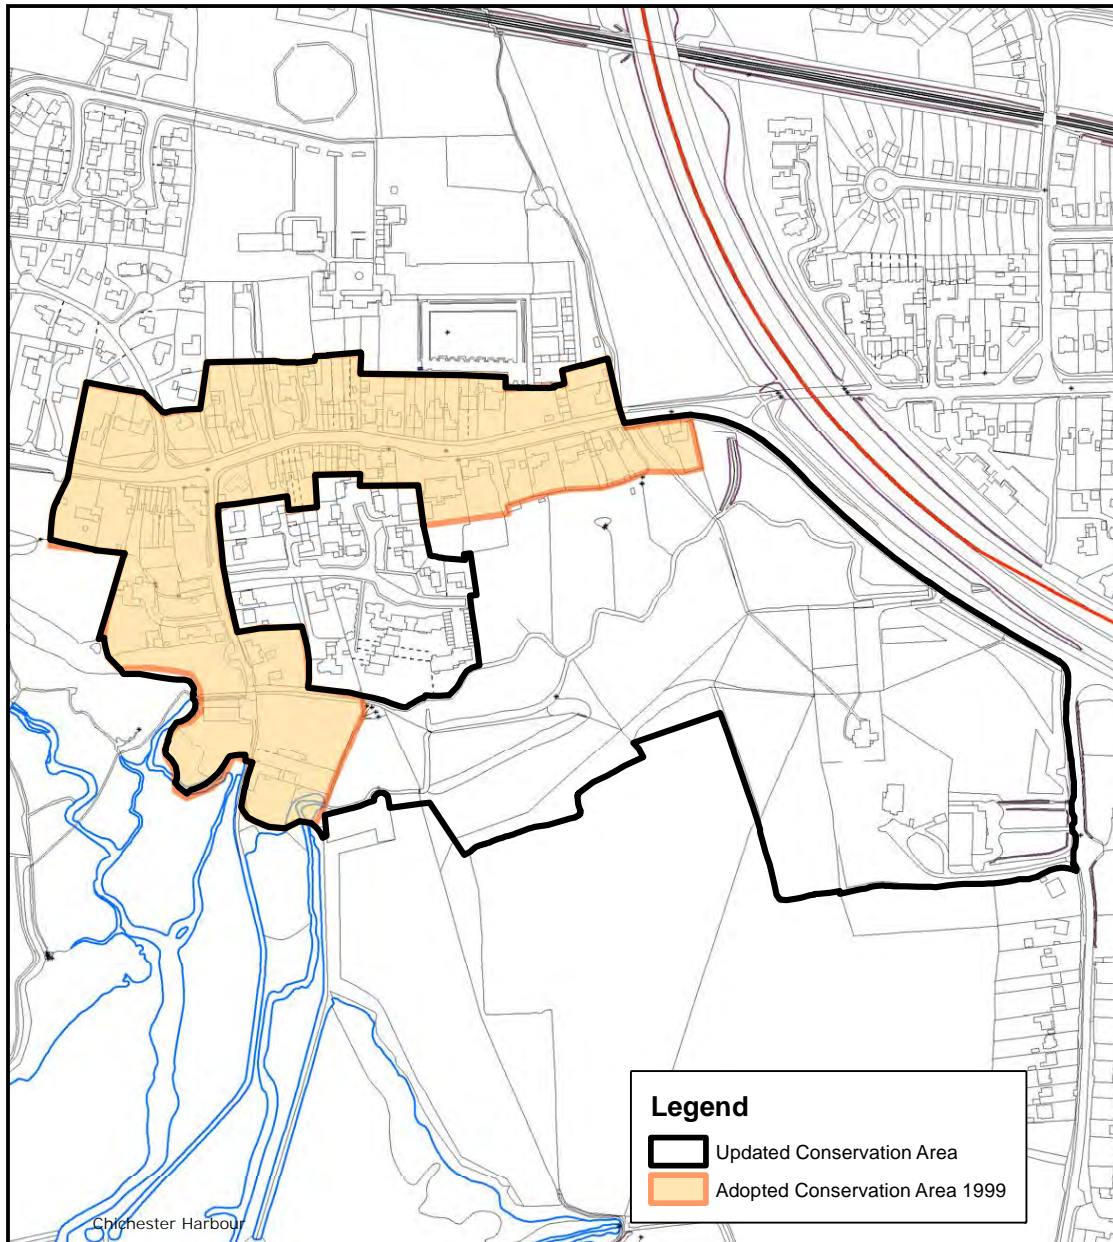 Legend
Updated Conservation Area
Adopted Conservation Area 1999
Chichester Harbour